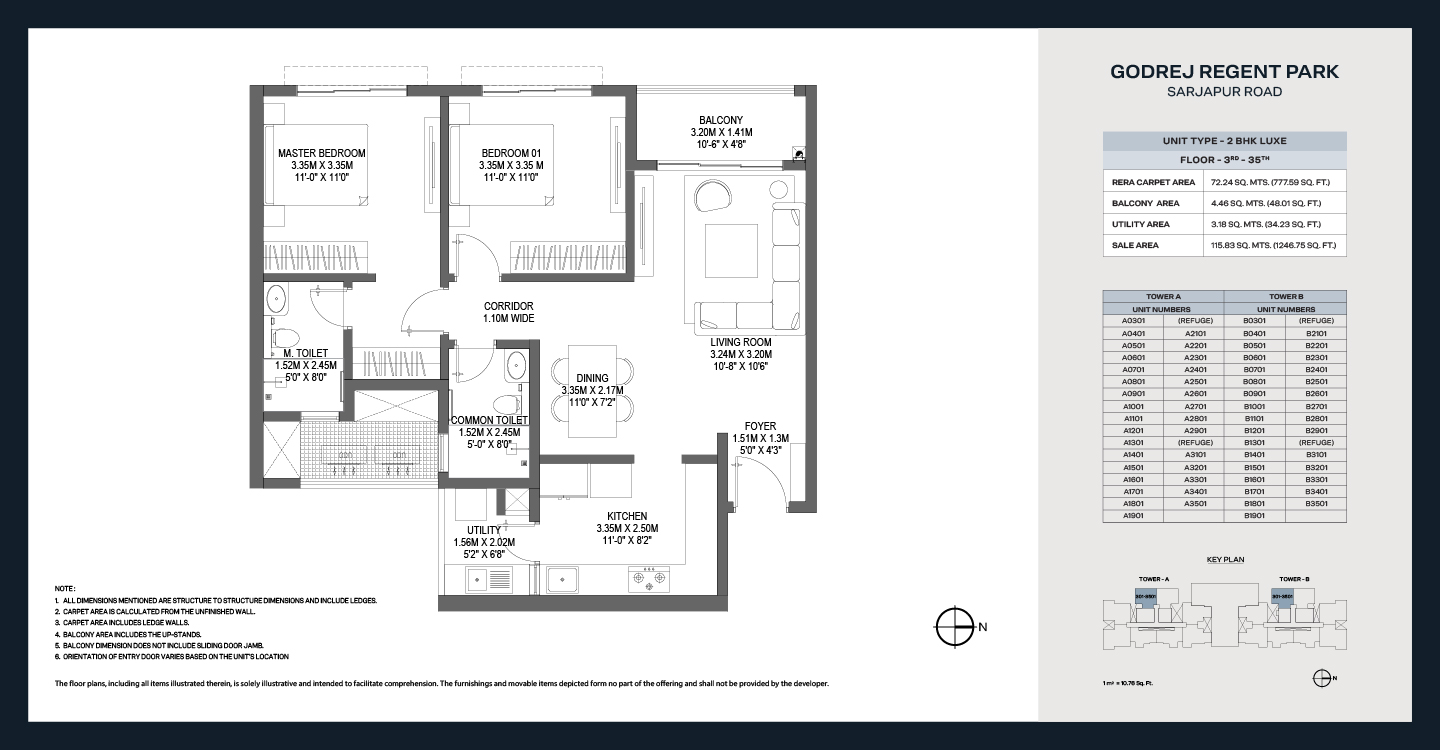 MASTER BEDROOM
3.35M X 3.35M
11'-0" X 11'0"
BEDROOM 01
3.35M X 3.35 M
11'-0" X 11'0"
BALCONY
3.20M X 1.41M
10'-6" X 4'8"
CORRIDOR
1.10M WIDE
M. TOILET
1.52M X 2.45M
5'0" X 8'0"
LIVING ROOM
3.24M X 3.20M
10'-8" X 10'6"
DINING
3.35M X 2.17M
11'0" X 7'2"
COMMON TOILET
1.52M X 2.45M
5'-0" X 8'0"
FOYER
1.51M X 1.3M
5'0" X 4'3"
KITCHEN
3.35M X 2.50M
11'-0" X 8'2"
UTILITY
1.56M X 2.02M
5'2" X 6'8"
NOTE:
1. ALL DIMENSIONS MENTIONED ARE STRUCTURE TO STRUCTURE DIMENSIONS AND INCLUDE LEDGES.
2. CARPET AREA IS CALCULATED FROM THE UNFINISHED WALL.
3. CARPET AREA INCLUDES LEDGE WALLS.
4. BALCONY AREA INCLUDES THE UP-STANDS.
5. BALCONY DIMENSION DOES NOT INCLUDE SLIDING DOOR JAMB.
6. ORIENTATION OF ENTRY DOOR VARIES BASED ON THE UNIT'S LOCATION
N
The floor plans, including all items illustrated therein, is solely illustrative and intended to facilitate comprehension. The furnishings and movable items depicted form no part of the offering and shall not be provided by the developer.
GODREJ REGENT PARK
SARJAPUR ROAD
UNIT TYPE - 2 BHK LUXE
FLOOR - 3RD - 35TH
RERA CARPET AREA 72.24 SQ. MTS. (777.59 SQ. FT.)
BALCONY AREA 4.46 SQ. MTS. (48.01 SQ. FT.)
UTILITY AREA 3.18 SQ. MTS. (34.23 SQ. FT.)
SALE AREA 115.83 SQ. MTS. (1246.75 SQ. FT.)
TOWER A TOWER B
UNIT NUMBERS UNIT NUMBERS
A0301 (REFUGE) B0301 (REFUGE)
A0401 A2101 B0401 B2101
A0501 A2201 B0501 B2201
A0601 A2301 B0601 B2301
A0701 A2401 B0701 B2401
A0801 A2501 B0801 B2501
A0901 A2601 B0901 B2601
A1001 A2701 B1001 B2701
A1101 A2801 B1101 B2801
A1201 A2901 B1201 B2901
A1301 (REFUGE) B1301 (REFUGE)
A1401 A3101 B1401 B3101
A1501 A3201 B1501 B3201
A1601 A3301 B1601 B3301
A1701 A3401 B1701 B3401
A1801 A3501 B1801 B3501
A1901 B1901
KEY PLAN
TOWER - A TOWER - B
301-3501 301-3501
1 m² = 10.76 Sq. Ft.
N